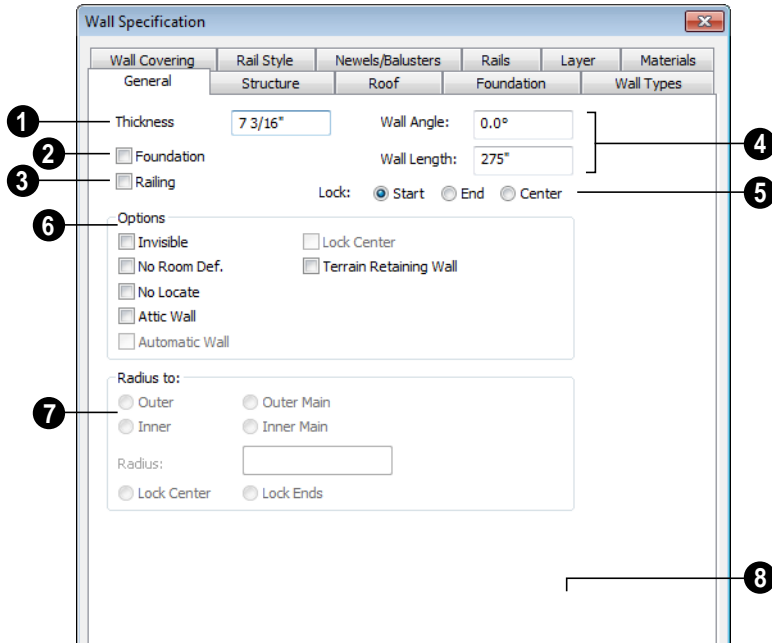 Wall Specification
Wall Covering Rail Style Newels/Balusters Rails Layer Materials
General Structure Roof Foundation Wall Types
1 Thickness 7 3/16" Wall Angle: 0.0°
4
2 Foundation Wall Length: 275"
3 Railing
Lock: Start End Center 5
6 Options
Invisible Lock Center
No Room Def. Terrain Retaining Wall
No Locate
Attic Wall
Automatic Wall
Radius to:
7 Outer Outer Main
Inner Inner Main
Radius:
Lock Center Lock Ends
8